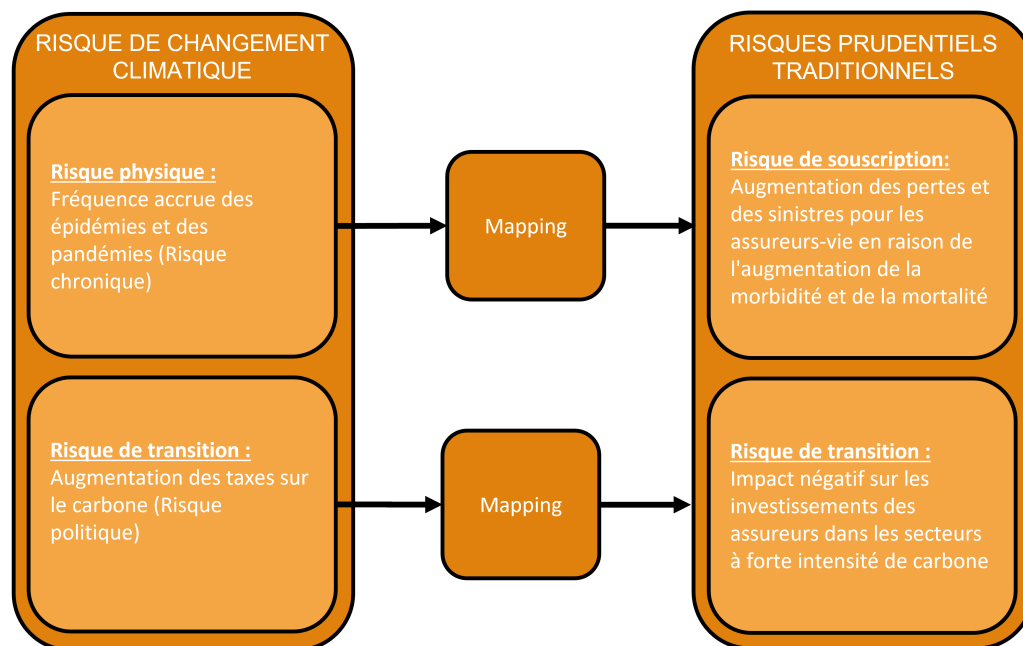 RISQUE DE CHANGEMENT
CLIMATIQUE
Risque physique :
Fréquence accrue des
épidémies et des
pandémies (Risque
chronique)
Risque de transition :
Augmentation des taxes sur
le carbone (Risque
politique)
Mapping
Mapping
RISQUES PRUDENTIELS
TRADITIONNELS
Risque de souscription:
Augmentation des pertes et
des sinistres pour les
assureurs-vie en raison de
l'augmentation de la
morbidité et de la mortalité
Risque de transition :
Impact négatif sur les
investissements des
assureurs dans les secteurs
à forte intensité de carbone